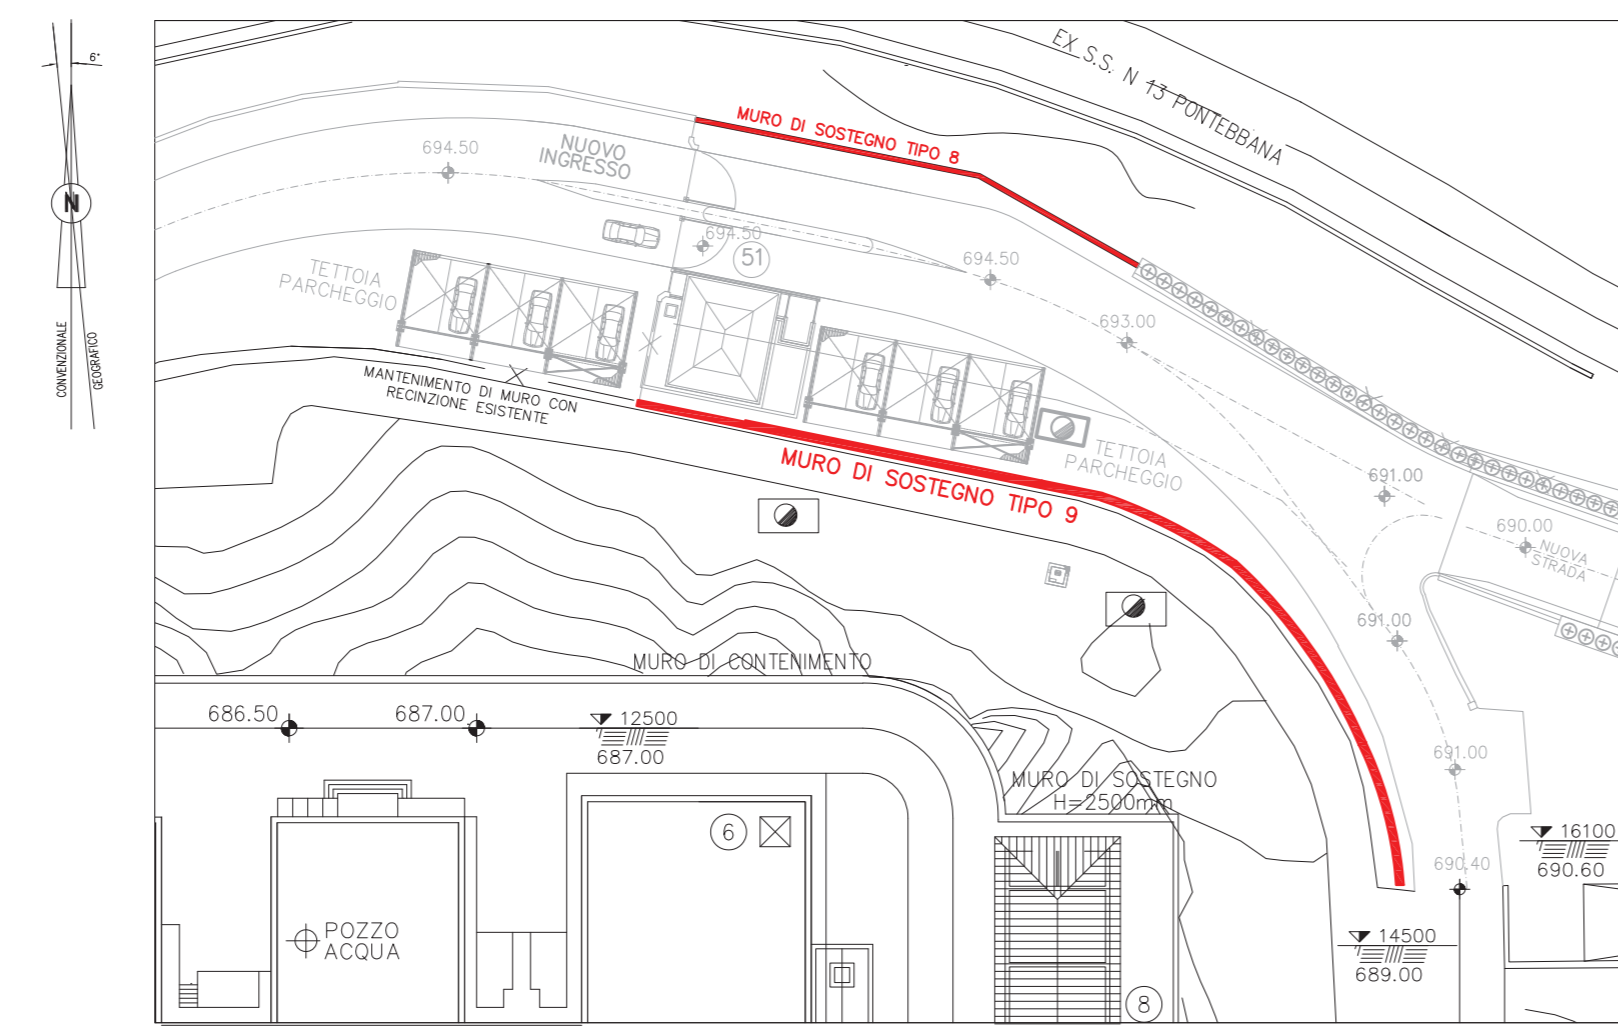 6°
N
CONVENZIONALE
GEOGRAFICO
EX S.S. N 13 PONTEBBANA
MURO DI SOSTEGNO TIPO 8
694.50
NUOVO
INGRESSO
694.50
51
694.50
TETTOIA
PARCHEGGIO
693.00
MANTENIMENTO DI MURO CON
RECINZIONE ESISTENTE
MURO DI SOSTEGNO TIPO 9
TETTOIA
PARCHEGGIO
691.00
690.00
NUOVA
STRADA
691.00
MURO DI CONTENIMENTO
686.50
687.00
12500
687.00
691.00
MURO DI SOSTEGNO
H=2500mm
6
16100
690.60
690.40
POZZO
ACQUA
14500
689.00
8